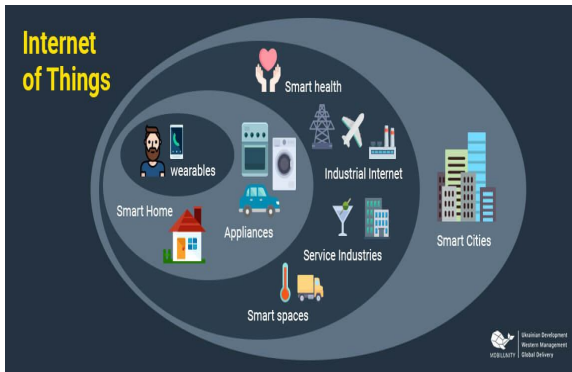 Internet
of Things
Smart health
wearables
Industrial Internet
Smart Home
Appliances
Smart Cities
Service Industries
Smart spaces
MOBILUNITY
Ukrainian Development
Western Management
Global Delivery